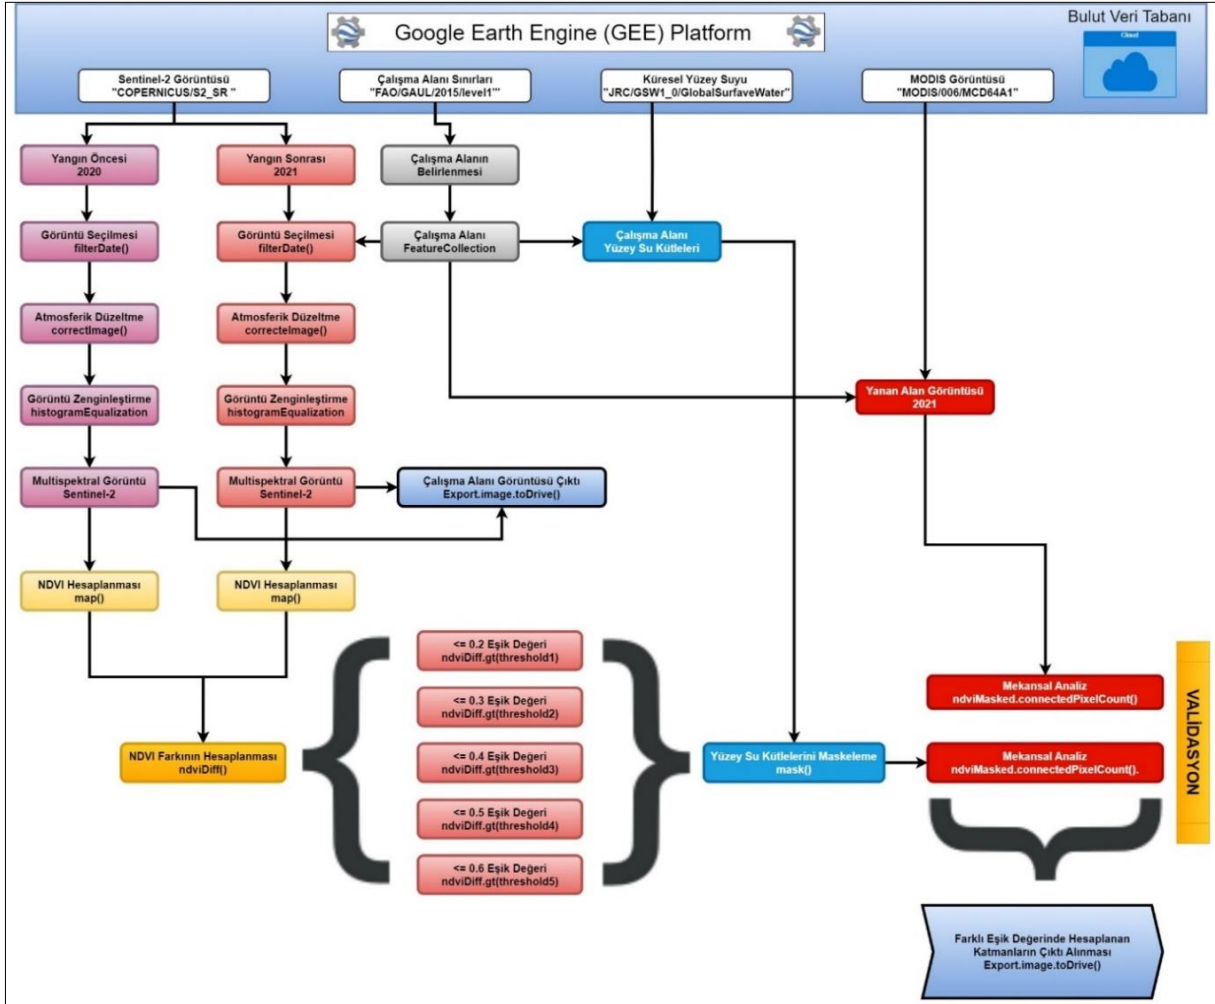 Google Earth Engine (GEE) Platform
Bulut Veri Tabanı
Cloud
Sentinel-2 Görüntüsü
"COPERNICUS/S2_SR "
Çalışma Alanı Sınırları
"FAO/GAUL/2015/level1'"
Küresel Yüzey Suyu
"JRC/GSW1_0/GlobalSurfaveWater"
MODIS Görüntüsü
"MODIS/006/MCD64A1"
Yangın Öncesi
2020
Yangın Sonrası
2021
Çalışma Alanın
Belirlenmesi
Görüntü Seçilmesi
filterDate()
Görüntü Seçilmesi
filterDate()
Çalışma Alanı
FeatureCollection
Çalışma Alanı
Yüzey Su Kütleleri
Atmosferik Düzeltme
correctImage()
Atmosferik Düzeltme
correcteImage()
Görüntü Zenginleştirme
histogramEqualization
Görüntü Zenginleştirme
histogramEqualization
Yanan Alan Görüntüsü
2021
Multispektral Görüntü
Sentinel-2
Multispektral Görüntü
Sentinel-2
Çalışma Alanı Görüntüsü Çıktı
Export.image.toDrive()
NDVI Hesaplanması
map()
NDVI Hesaplanması
map()
<= 0.2 Eşik Değeri
ndviDiff.gt(threshold1)
<= 0.3 Eşik Değeri
ndviDiff.gt(threshold2)
<= 0.4 Eşik Değeri
ndviDiff.gt(threshold3)
<= 0.5 Eşik Değeri
ndviDiff.gt(threshold4)
<= 0.6 Eşik Değeri
ndviDiff.gt(threshold5)
NDVI Farkının Hesaplanması
ndviDiff()
Yüzey Su Kütlelerini Maskeleme
mask()
Mekansal Analiz
ndviMasked.connectedPixelCount()
Mekansal Analiz
ndviMasked.connectedPixelCount().
VALİDASYON
Farklı Eşik Değerinde Hesaplanan
Katmanların Çıktı Alınması
Export.image.toDrive()